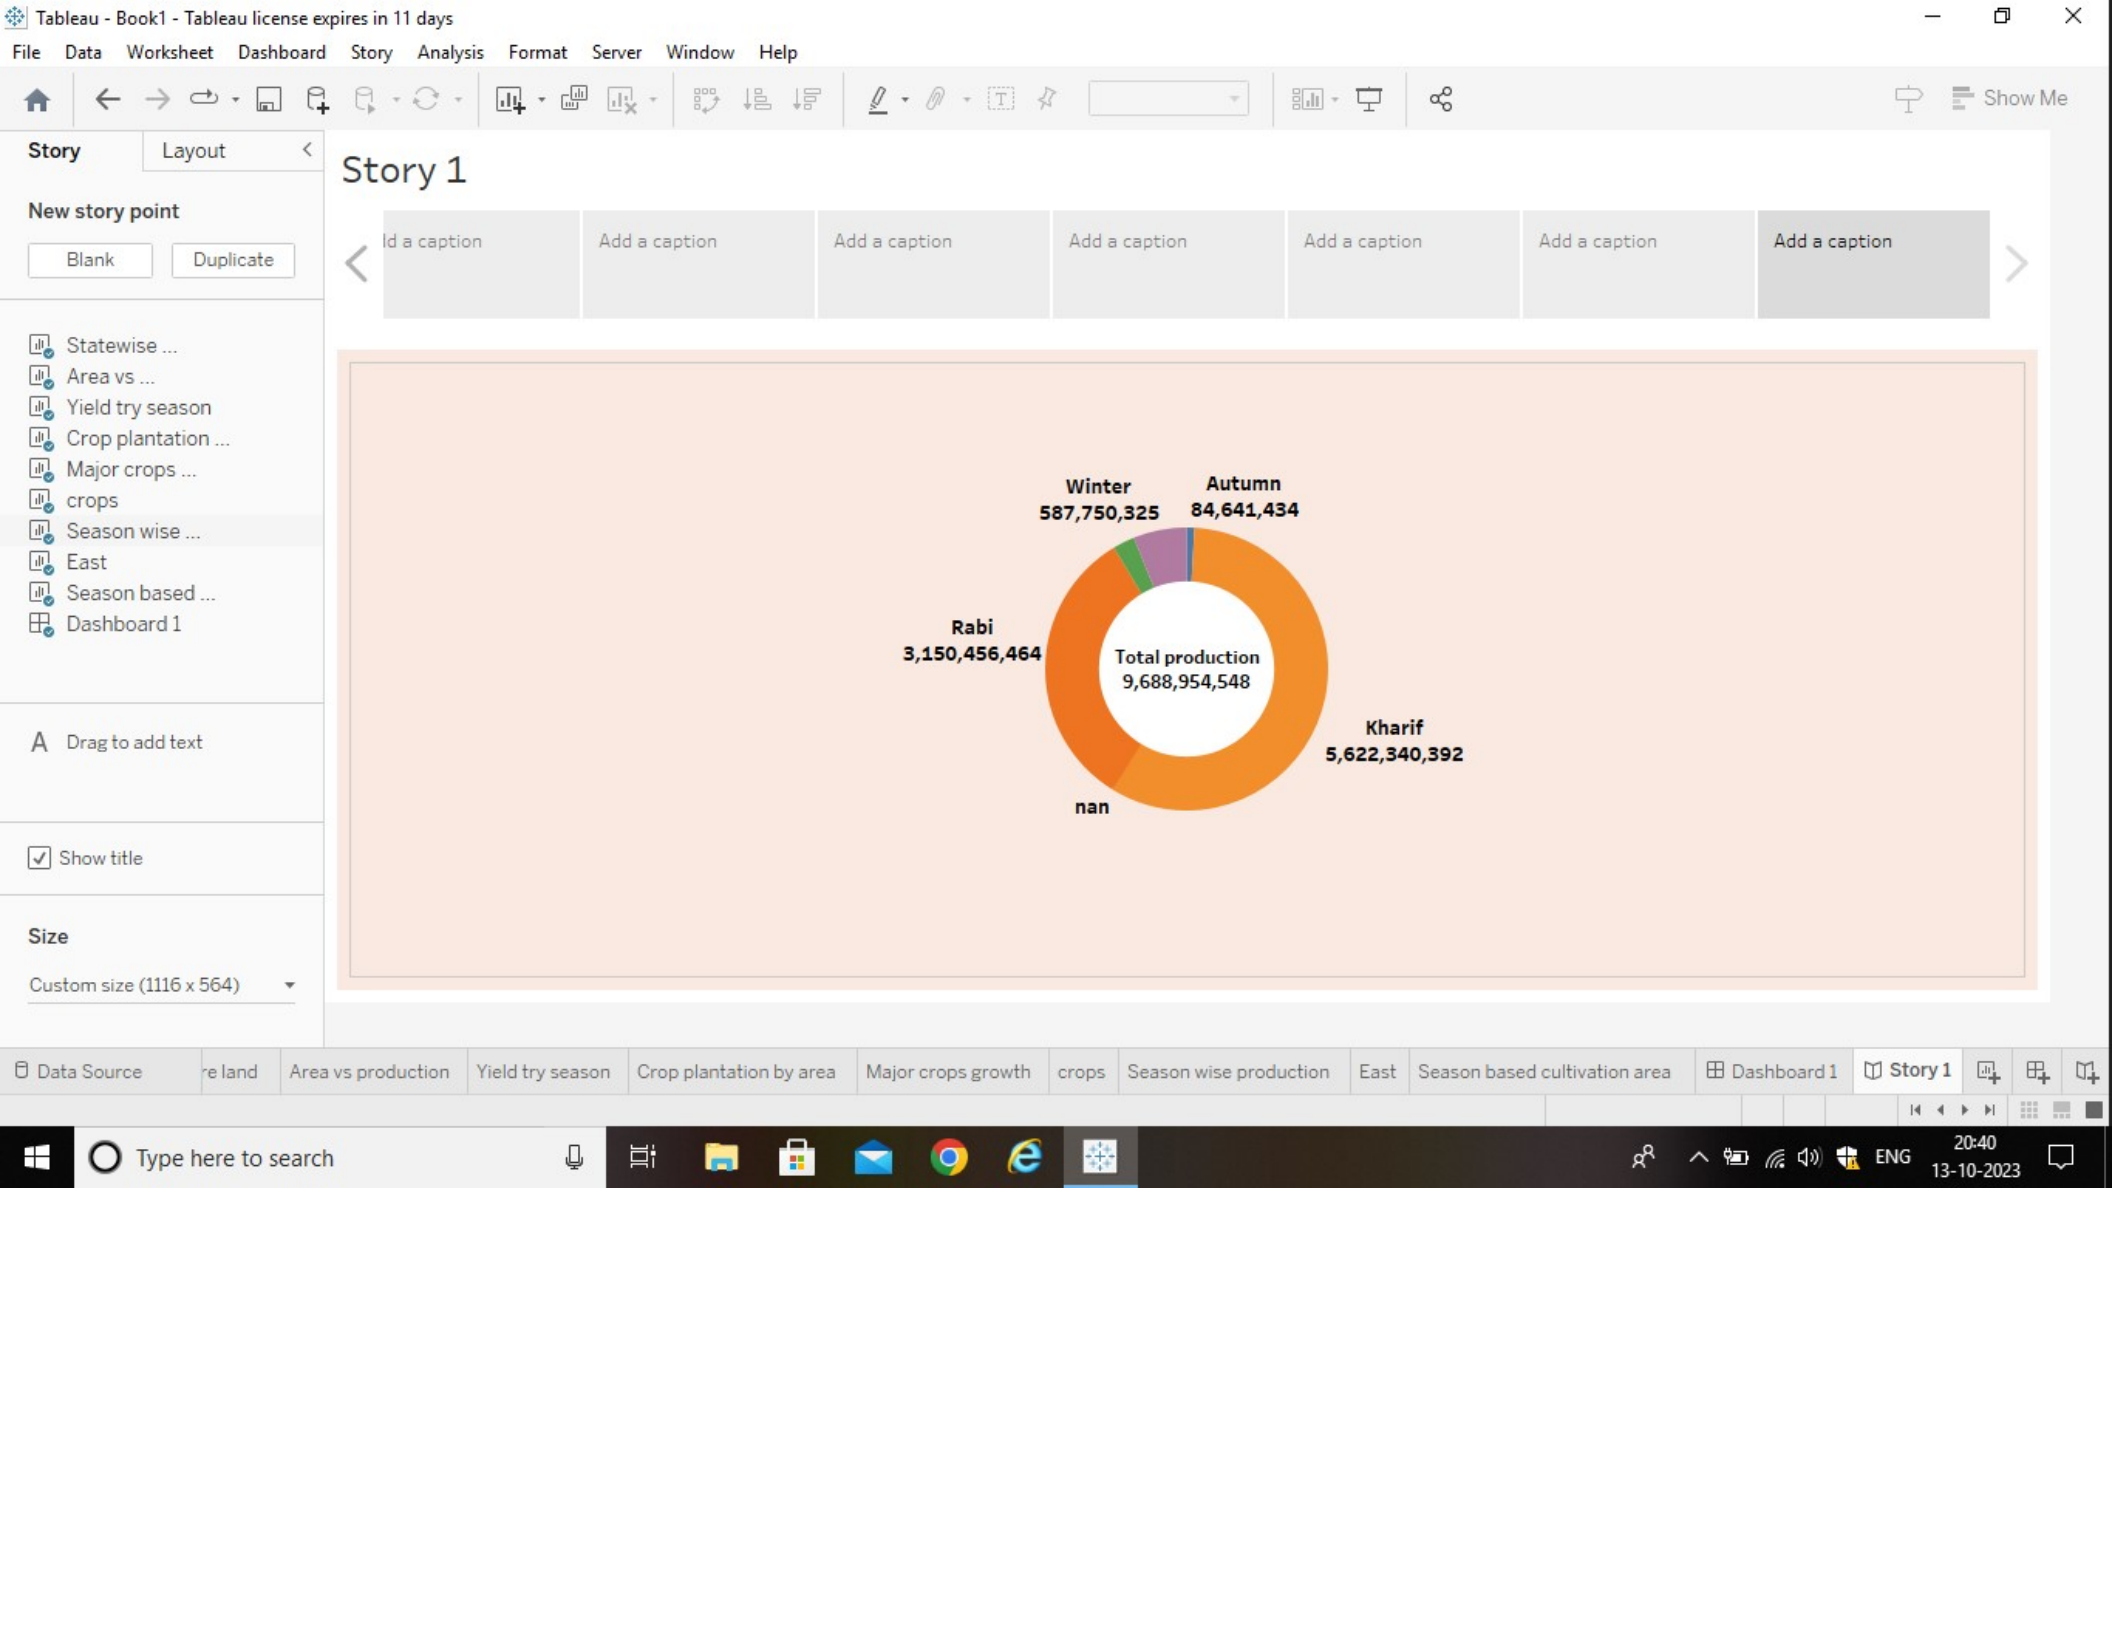 Tableau - Book1 - Tableau license expires in 11 days
File Data Worksheet Dashboard Story Analysis Format Server Window Help
Show Me
Story Layout
New story point
Blank Duplicate
Statewise ...
Area vs ...
Yield try season
Crop plantation ...
Major crops ...
crops
Season wise ...
East
Season based ...
Dashboard 1
A Drag to add text
Show title
Size
Custom size (1116 x 564)
Story 1
ld a caption Add a caption Add a caption Add a caption Add a caption Add a caption Add a caption
Winter
587,750,325
Autumn
84,641,434
Rabi
3,150,456,464
Total production
9,688,954,548
Kharif
5,622,340,392
nan
Data Source re land Area vs production Yield try season Crop plantation by area Major crops growth crops Season wise production East Season based cultivation area Dashboard 1 Story 1
Type here to search
ENG
20:40
13-10-2023